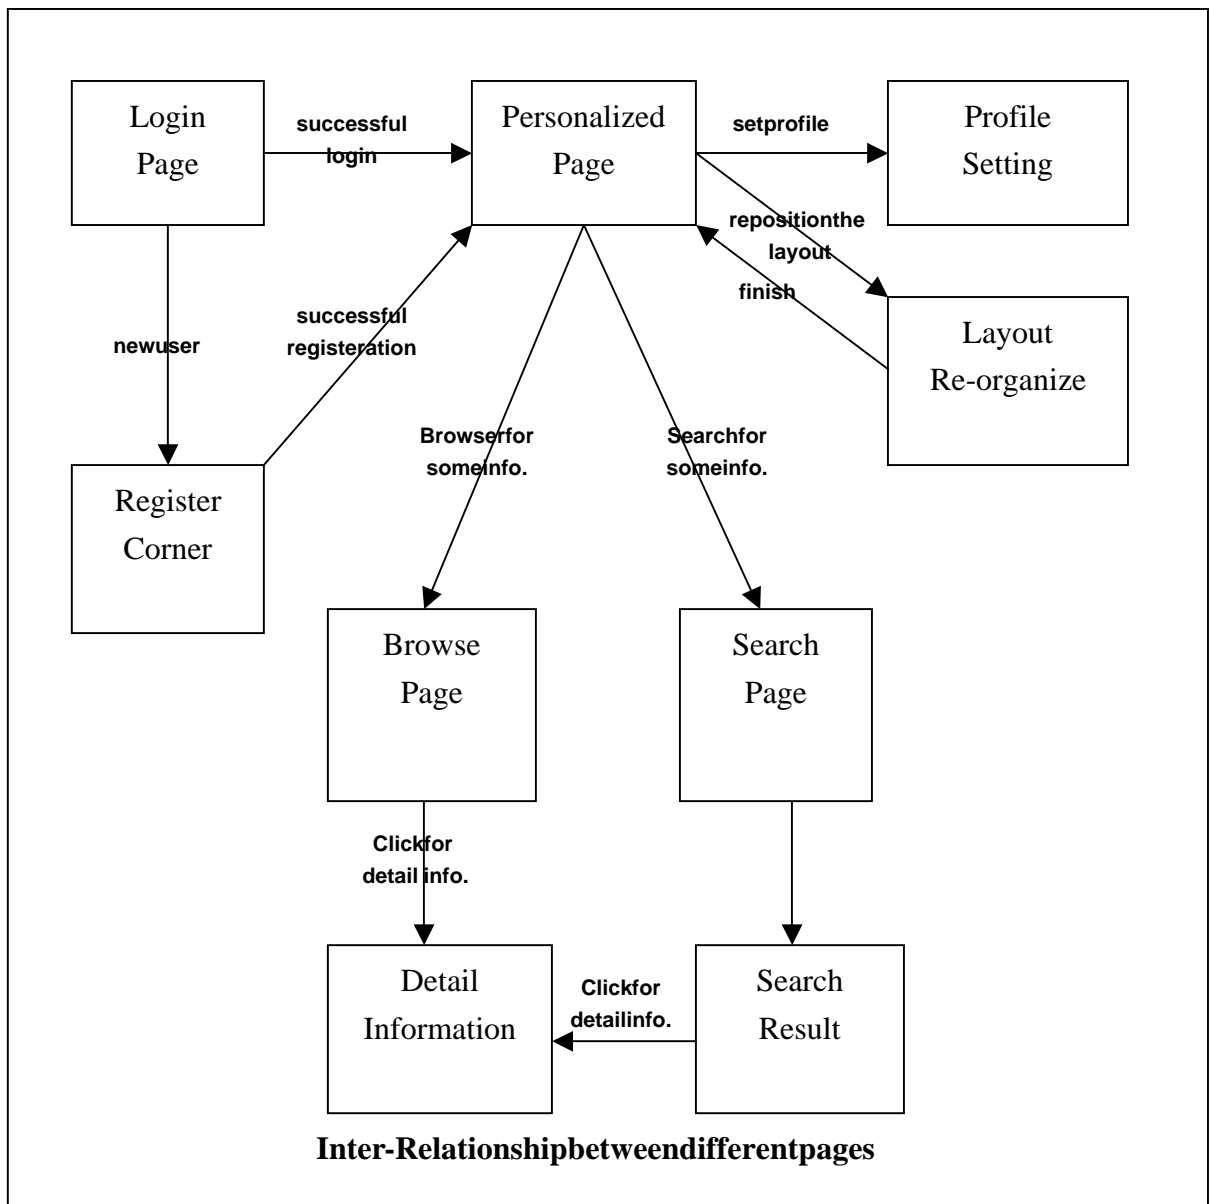 Login
Page
successful
login
Personalized
Page
setprofile
Profile
Setting
repositionthe
layout
finish
Layout
Re-organize
newuser
successful
registeration
Register
Corner
Browserfor
someinfo.
Searchfor
someinfo.
Browse
Page
Search
Page
Clickfor
detail info.
Detail
Information
Clickfor
detailinfo.
Search
Result
Inter-Relationshipbetweendifferentpages